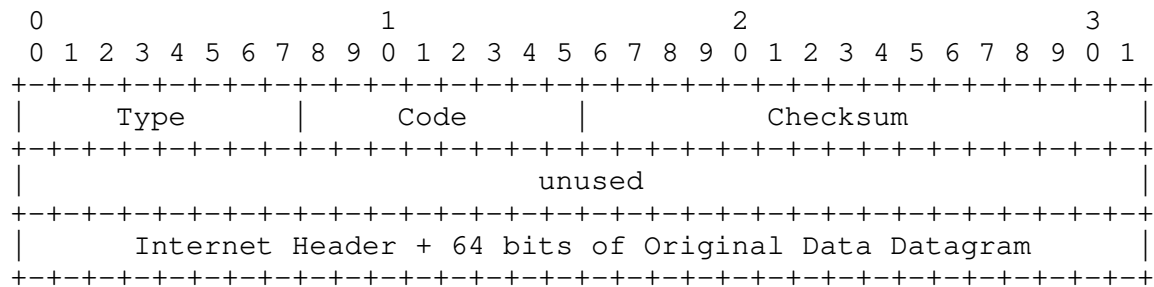 0                   1                   2                   3
0 1 2 3 4 5 6 7 8 9 0 1 2 3 4 5 6 7 8 9 0 1 2 3 4 5 6 7 8 9 0 1
+-+-+-+-+-+-+-+-+-+-+-+-+-+-+-+-+-+-+-+-+-+-+-+-+-+-+-+-+-+-+-+-+
|     Type      |     Code      |          Checksum             |
+-+-+-+-+-+-+-+-+-+-+-+-+-+-+-+-+-+-+-+-+-+-+-+-+-+-+-+-+-+-+-+-+
|                             unused                            |
+-+-+-+-+-+-+-+-+-+-+-+-+-+-+-+-+-+-+-+-+-+-+-+-+-+-+-+-+-+-+-+-+
|      Internet Header + 64 bits of Original Data Datagram      |
+-+-+-+-+-+-+-+-+-+-+-+-+-+-+-+-+-+-+-+-+-+-+-+-+-+-+-+-+-+-+-+-+